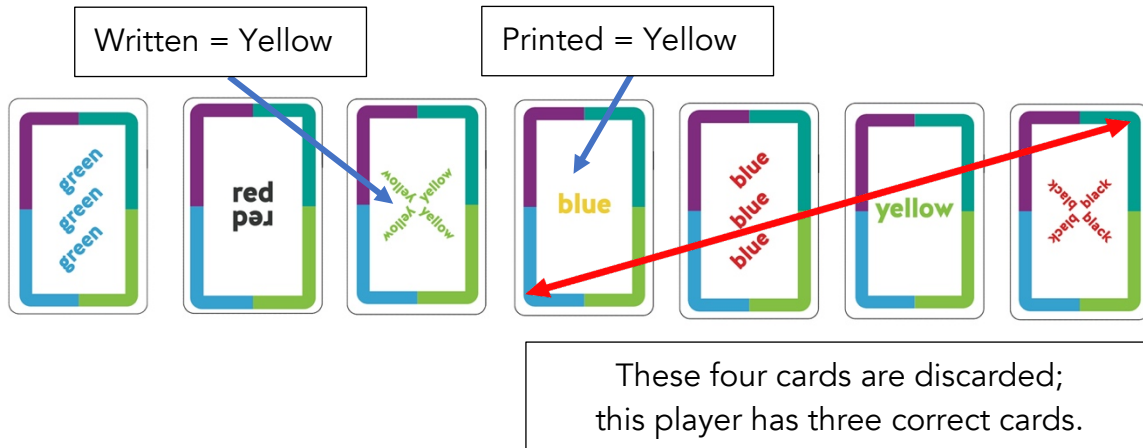 Written = Yellow
Printed = Yellow
green
green
green
red
red
yellow
yellow
yellow
yellow
blue
blue
blue
blue
yellow
black
black
black
black
These four cards are discarded;
this player has three correct cards.